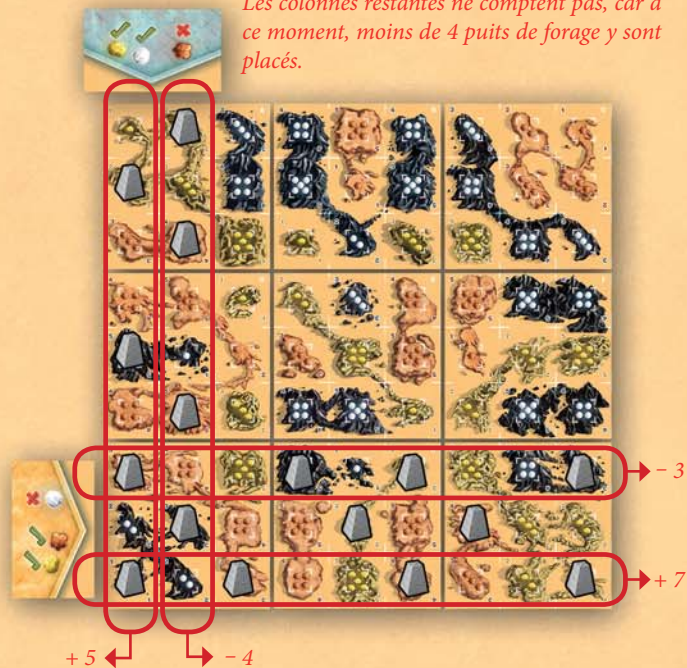 Les colonnes restantes ne comptent pas, car à
ce moment, moins de 4 puits de forage y sont
placés.
– 3
+ 7
+ 5
– 4